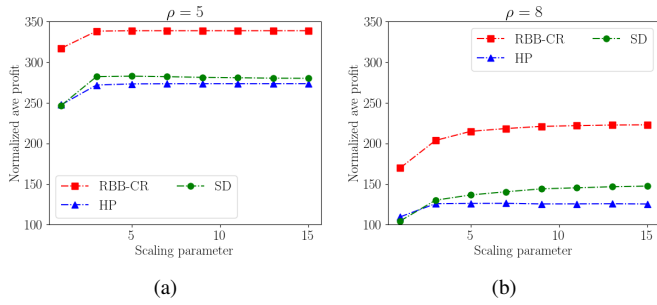 ρ = 5
350
300
250
200
150
100
Normalized ave profit
RBB-CR
SD
HP
5
10
15
Scaling parameter
(a)
ρ = 8
350
300
250
200
150
100
Normalized ave profit
RBB-CR
SD
HP
0
5
10
15
Scaling parameter
(b)